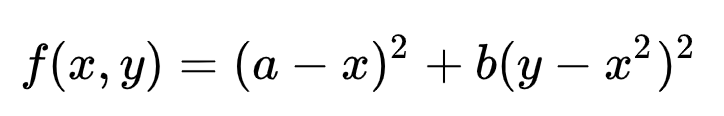 f(x, y) = (a − x)² + b(y − x²)²